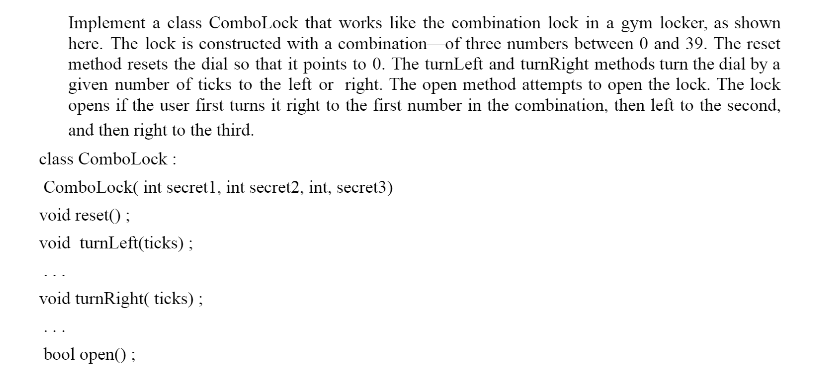 Implement a class ComboLock that works like the combination lock in a gym locker, as shown
here. The lock is constructed with a combination—of three numbers between 0 and 39. The reset
method resets the dial so that it points to 0. The turnLeft and turnRight methods turn the dial by a
given number of ticks to the left or right. The open method attempts to open the lock. The lock
opens if the user first turns it right to the first number in the combination, then left to the second,
and then right to the third.
class ComboLock :
ComboLock( int secret1, int secret2, int, secret3)
void reset() ;
void turnLeft(ticks) ;
. . .
void turnRight( ticks) ;
. . .
bool open() ;